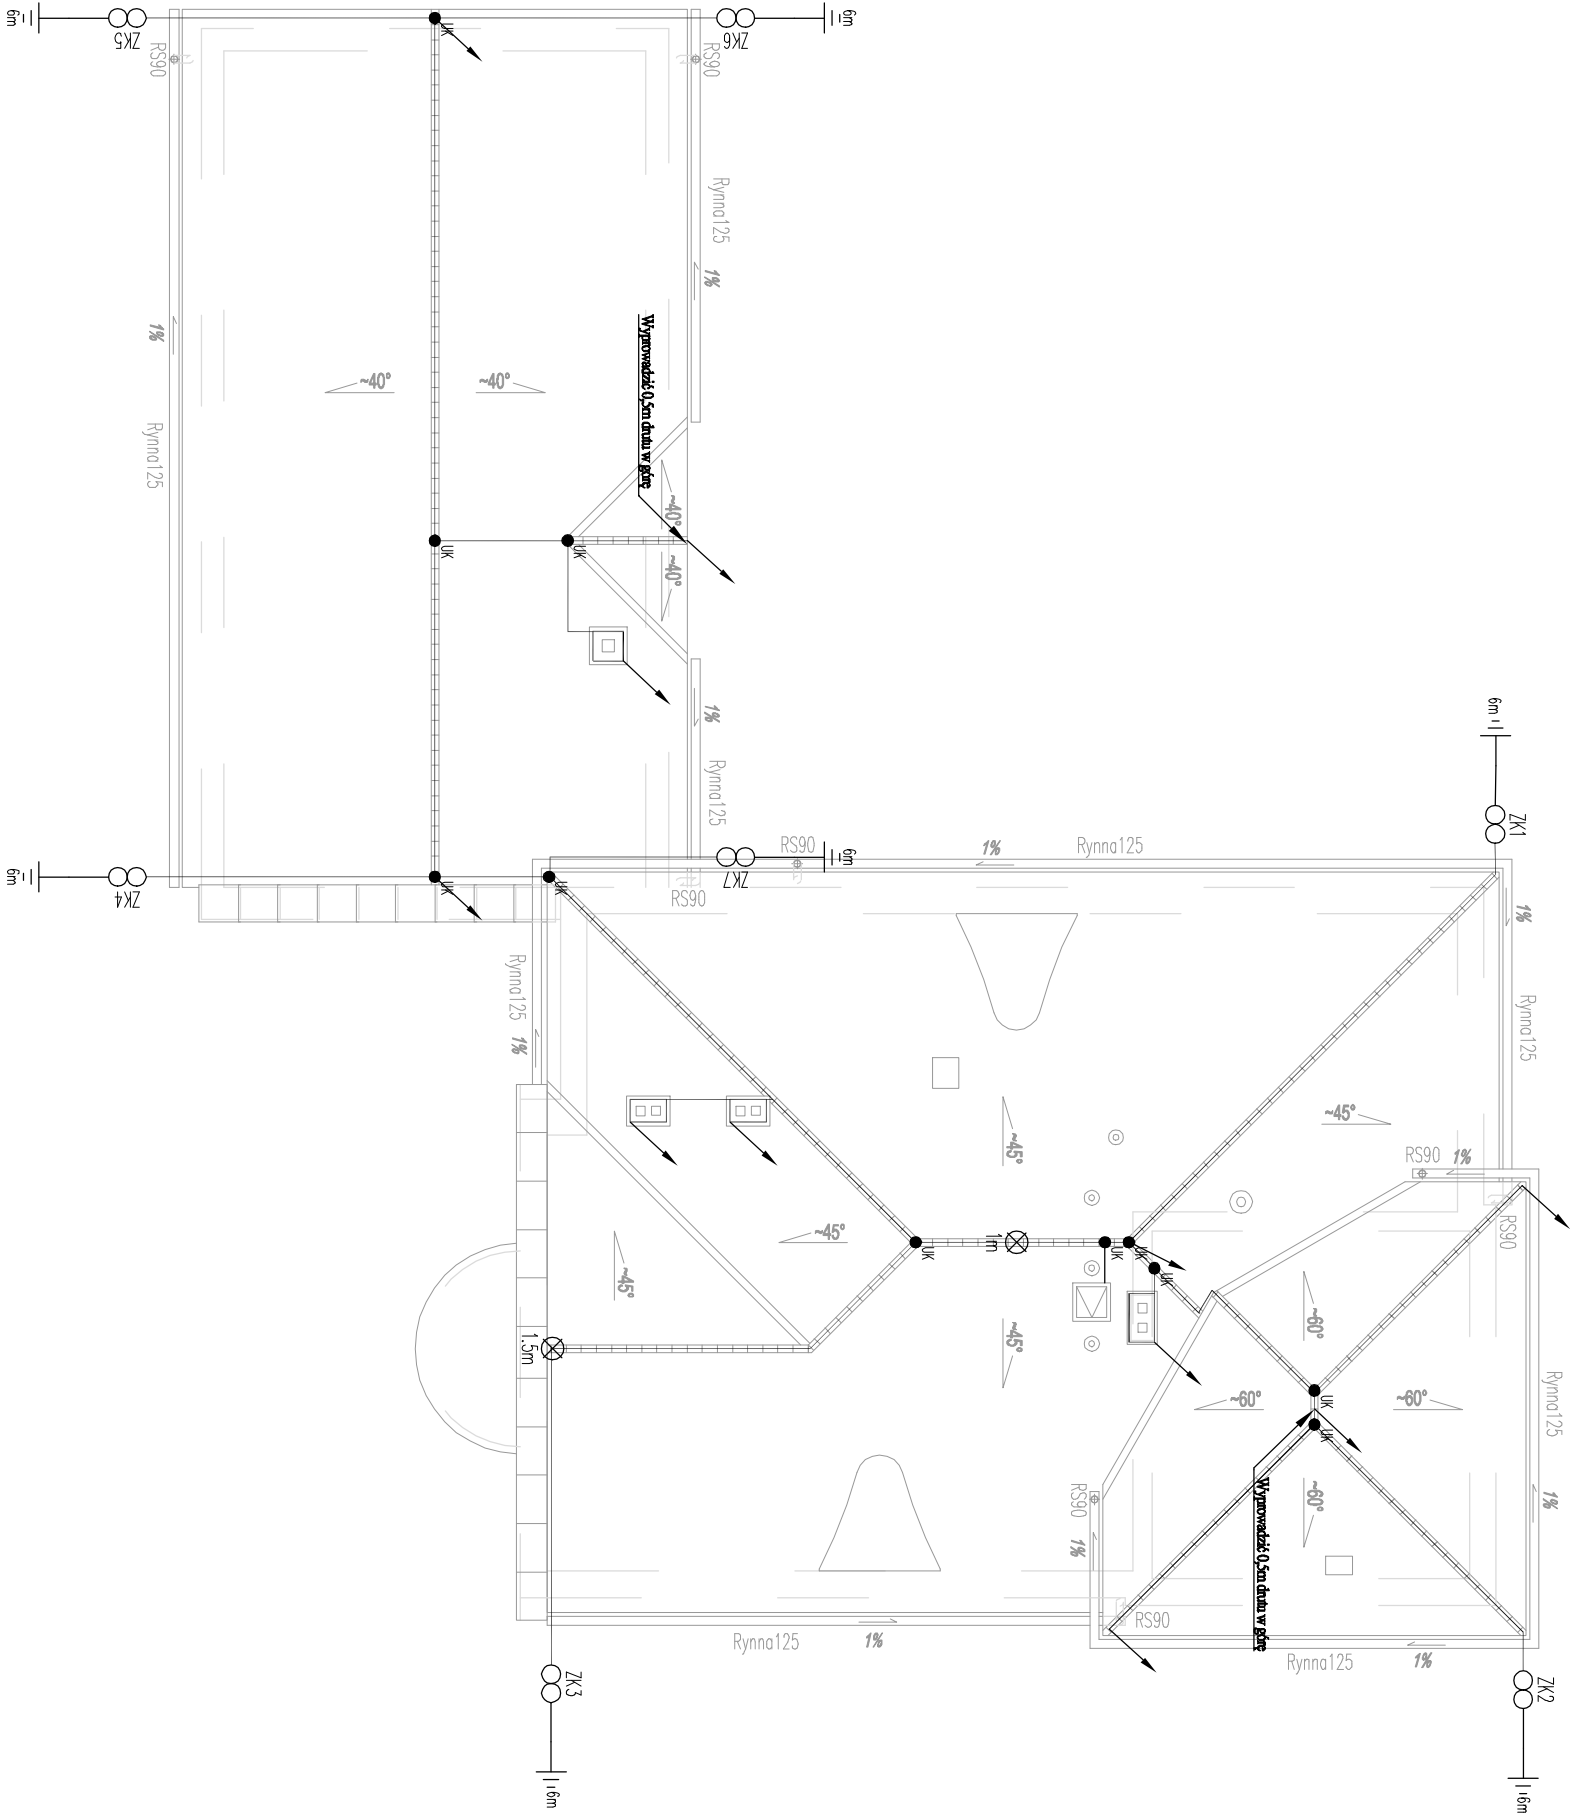 6m
ZK5
UK
ZK6
6m
RS90
RS90
Rynna125
1%
1%
Wyprowadzić 0,5m drutu w górę
~40°
~40°
Rynna125
~40°
UK
UK
~40°
6m
1%
Rynna125
ZK1
RS90
1%
Rynna125
6m
ZK4
UK
UK
ZK7
6m
RS90
1%
Rynna125
1%
Rynna125
~45°
~45°
RS90
1%
~45°
RS90
UK
1m
UK
UK
UK
~45°
~45°
~60°
1.5m
~60°
UK
~60°
Rynna125
UK
RS90
~60°
1%
1%
Wyprowadzić 0,5m drutu w górę
RS90
Rynna125
1%
Rynna125
1%
ZK3
ZK2
6m
6m